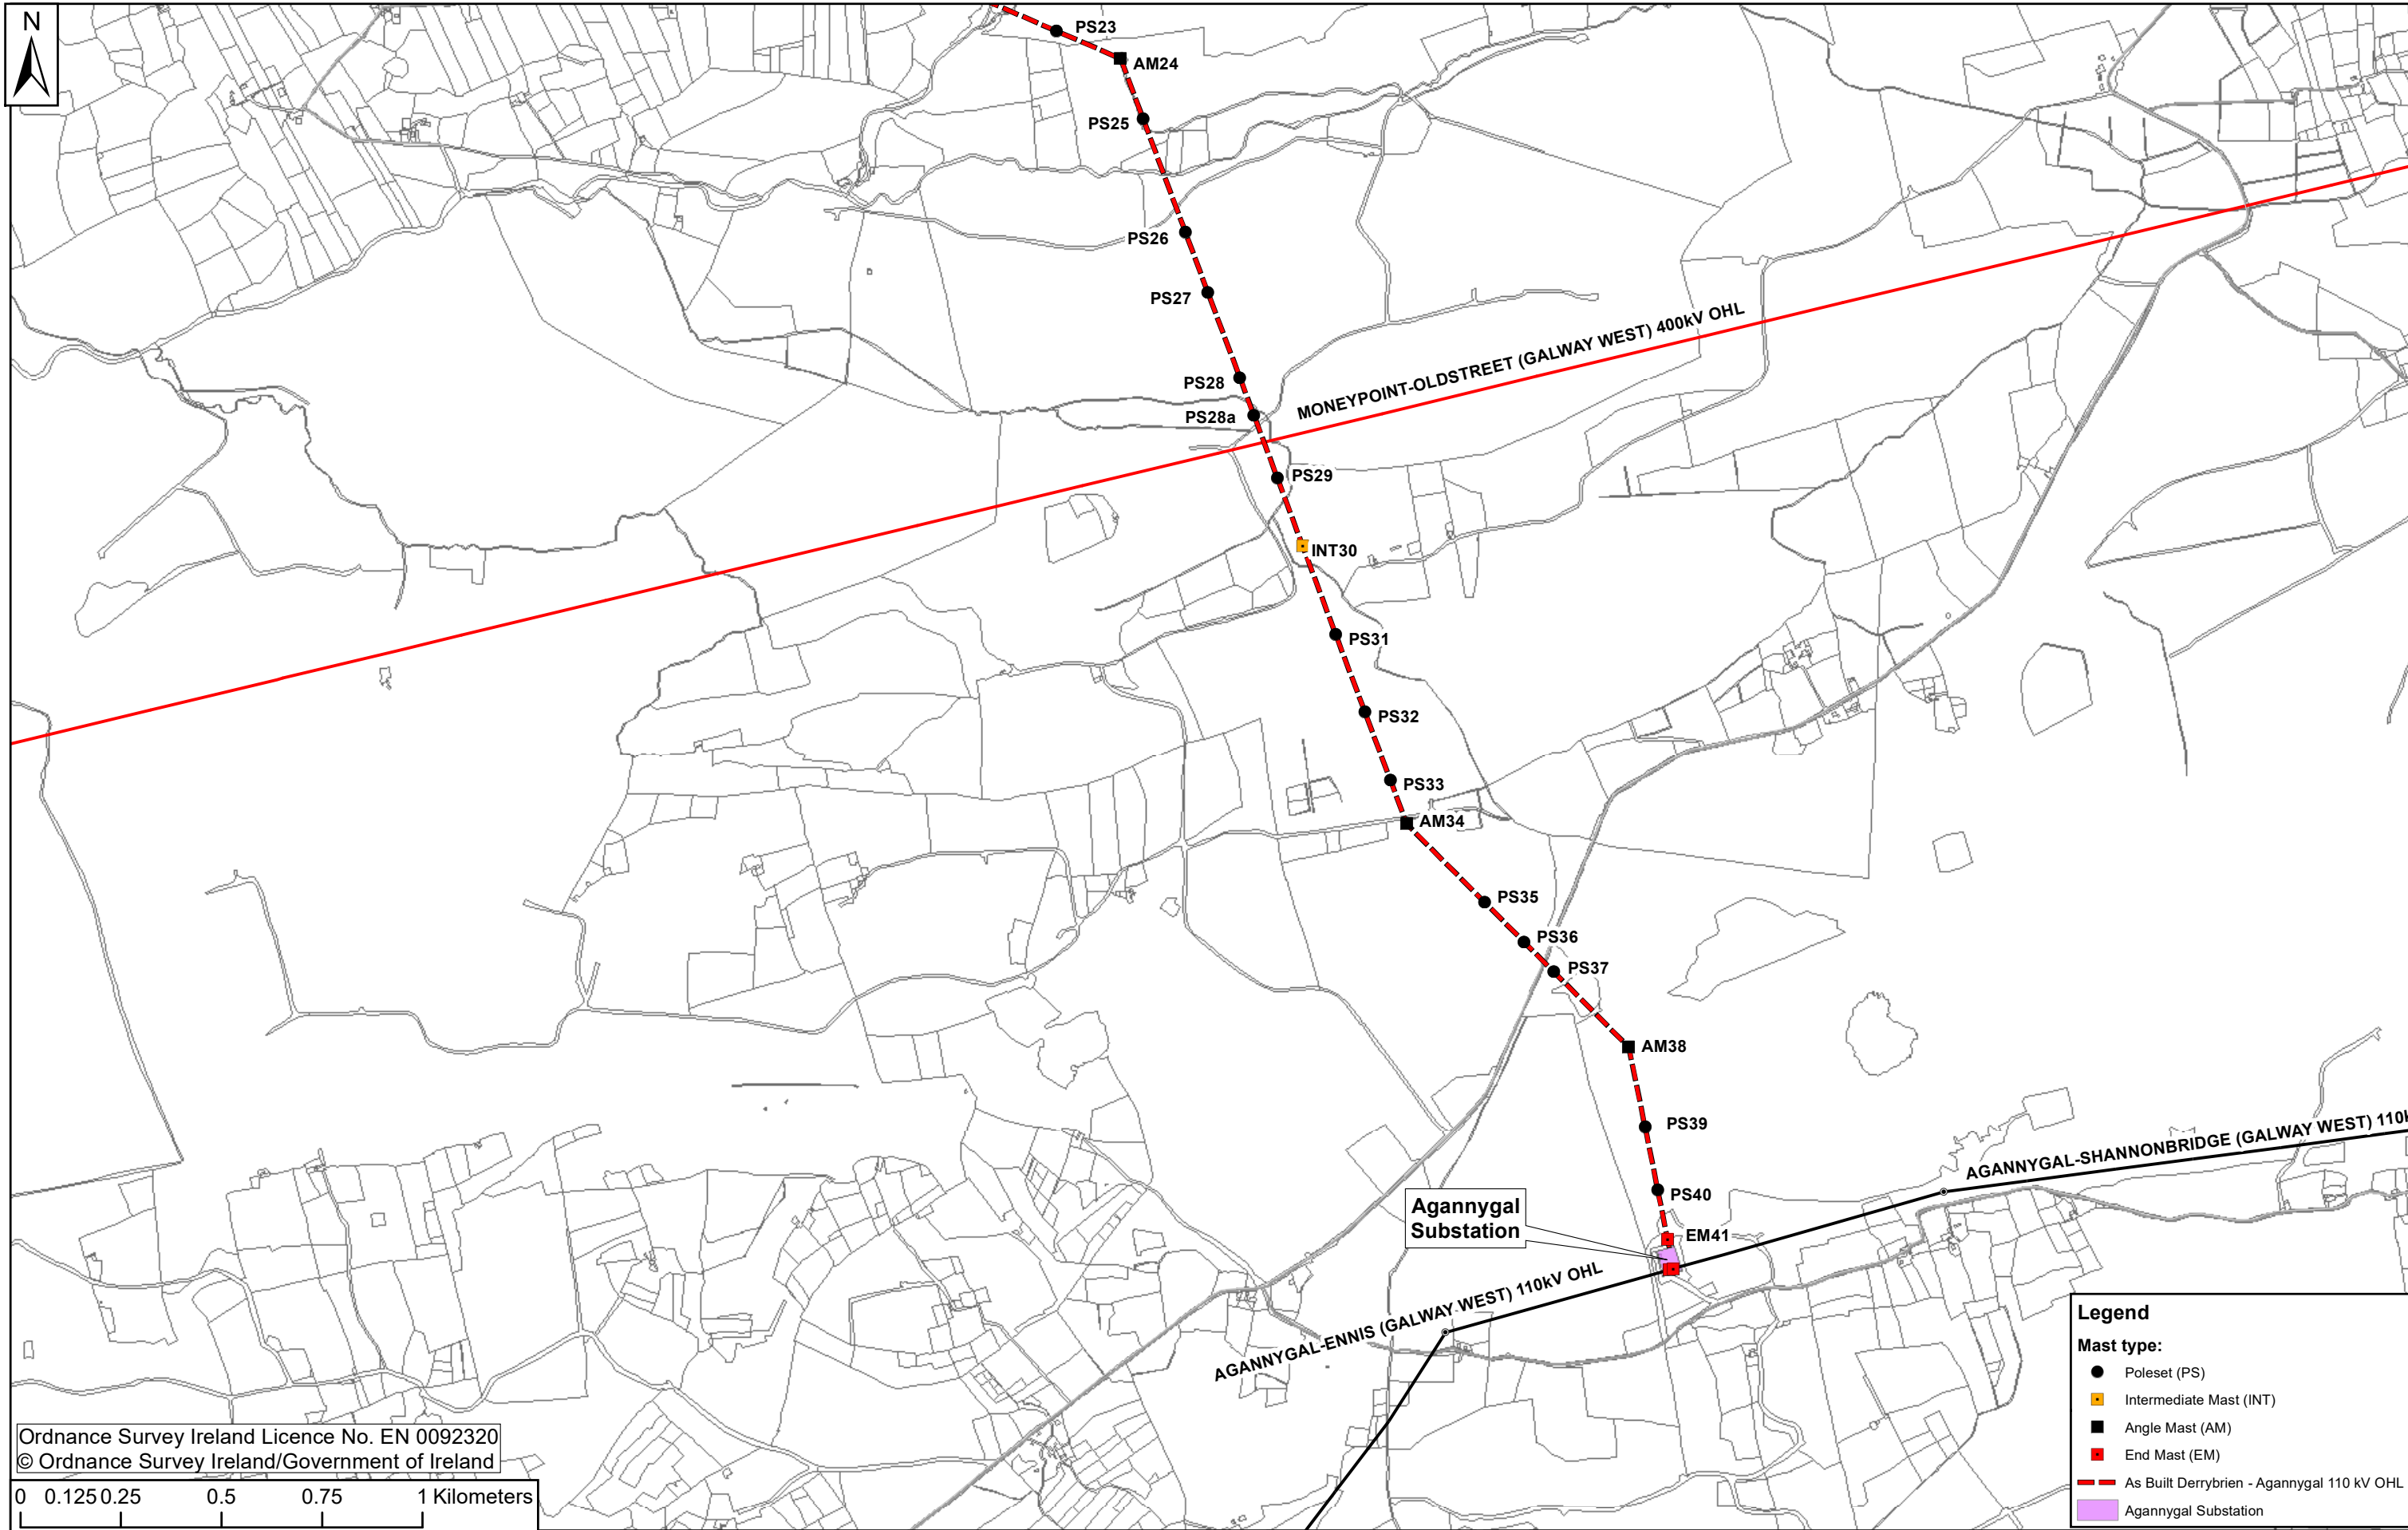 N
PS23
AM24
PS25
PS26
PS27
MONEYPOINT-OLDSTREET (GALWAY WEST) 400kV OHL
PS28
PS28a
PS29
INT30
PS31
PS32
PS33
AM34
PS35
PS36
PS37
AM38
PS39
AGANNYGAL-SHANNONBRIDGE (GALWAY WEST) 110k
PS40
Agannygal
Substation
EM41
AGANNYGAL-ENNIS (GALWAY WEST) 110kV OHL
Legend
Mast type:
Poleset (PS)
Intermediate Mast (INT)
Angle Mast (AM)
End Mast (EM)
As Built Derrybrien - Agannygal 110 kV OHL
Agannygal Substation
Ordnance Survey Ireland Licence No. EN 0092320
© Ordnance Survey Ireland/Government of Ireland
0 0.125 0.25 0.5 0.75 1 Kilometers